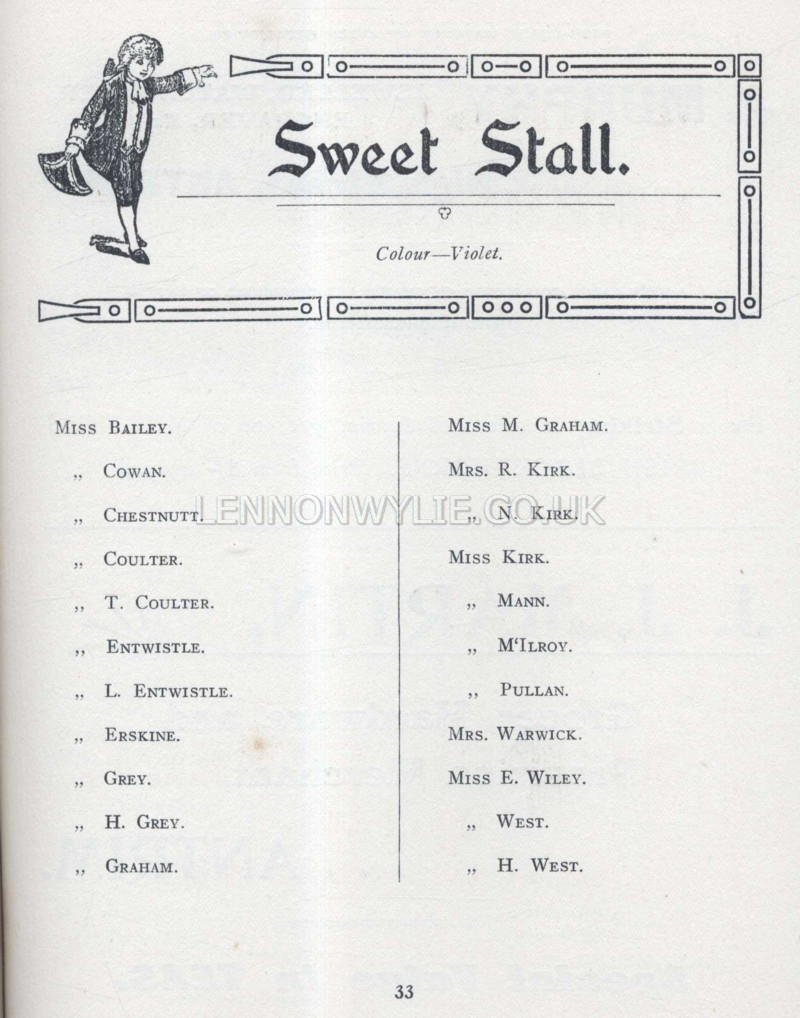 Sweet Stall.
Colour—Violet.
Miss Bailey.
„ Cowan.
„ Chestnutt.
„ Coulter.
„ T. Coulter.
„ Entwistle.
„ L. Entwistle.
„ Erskine.
„ Grey.
„ H. Grey.
„ Graham.
Miss M. Graham.
Mrs. R. Kirk.
„ N. Kirk.
Miss Kirk.
„ Mann.
„ M‘Ilroy.
„ Pullan.
Mrs. Warwick.
Miss E. Wiley.
„ West.
„ H. West.
LENNONWYLIE.CO.UK
33